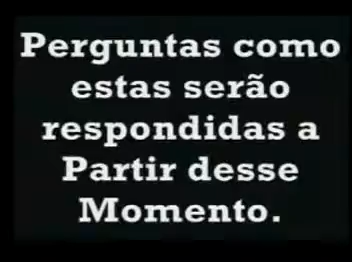 Perguntas como
estas serão
respondidas a
Partir desse
Momento.